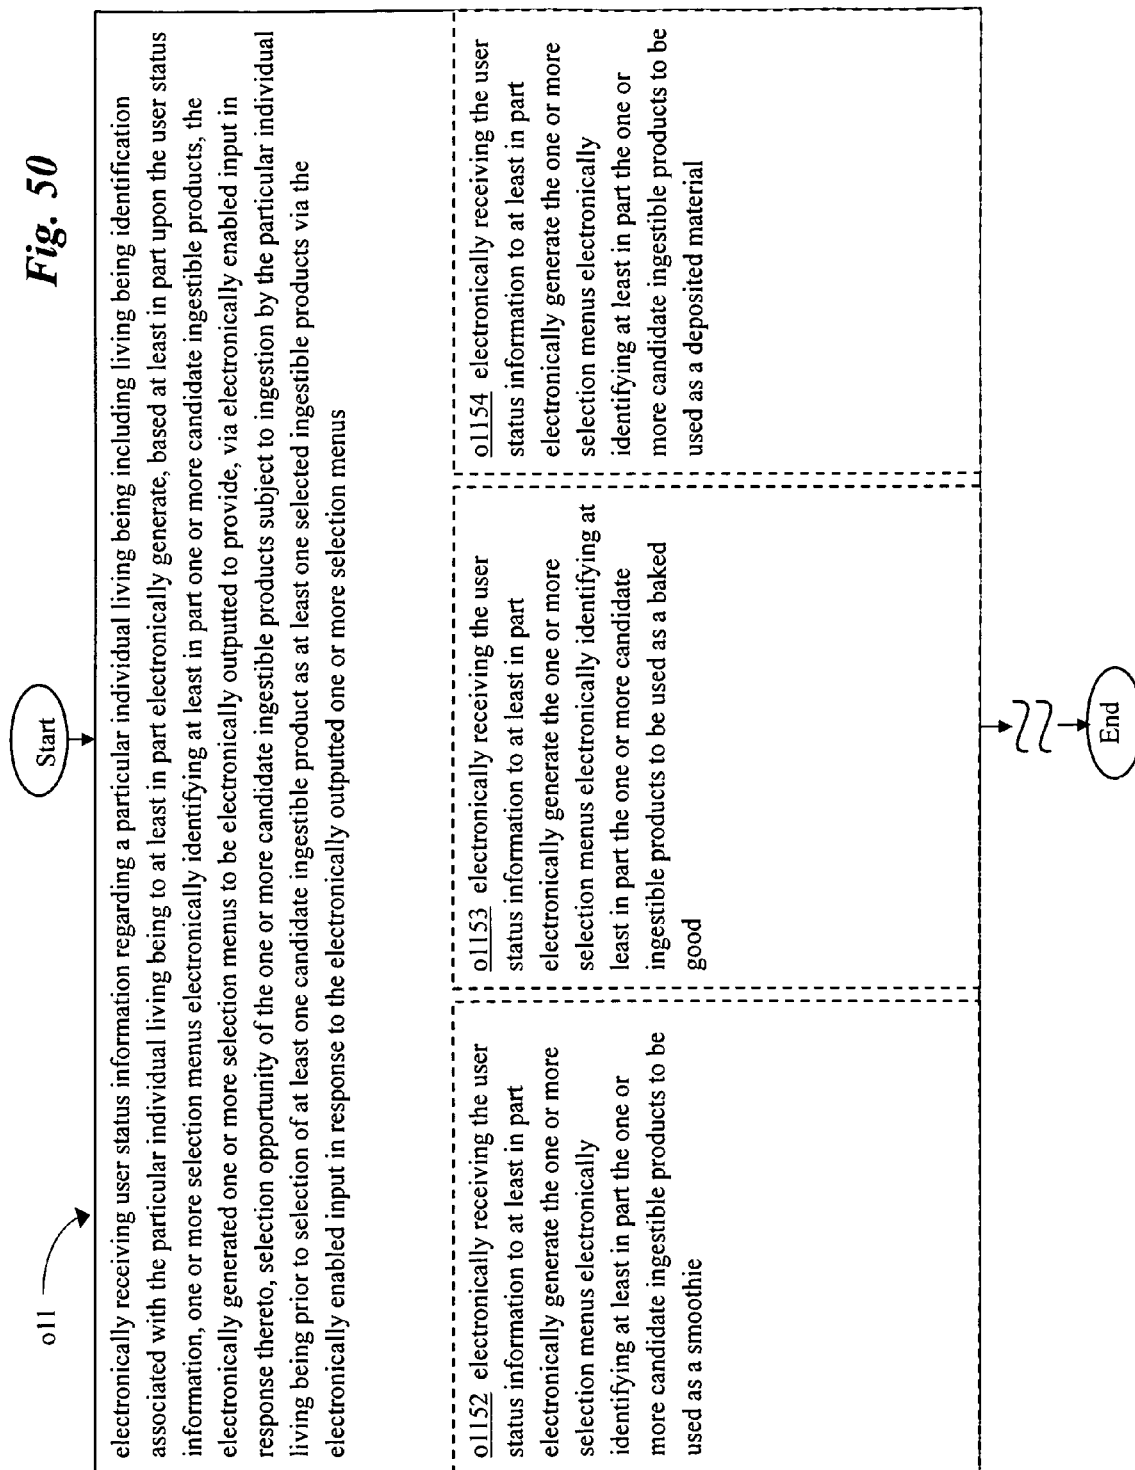 Fig. 50
Start
o11
electronically receiving user status information regarding a particular individual living being including living being identification
associated with the particular individual living being to at least in part electronically generate, based at least in part upon the user status
information, one or more selection menus electronically identifying at least in part one or more candidate ingestible products, the
electronically generated one or more selection menus to be electronically outputted to provide, via electronically enabled input in
response thereto, selection opportunity of the one or more candidate ingestible products subject to ingestion by the particular individual
living being prior to selection of at least one candidate ingestible product as at least one selected ingestible products via the
electronically enabled input in response to the electronically outputted one or more selection menus
o1152 electronically receiving the user
status information to at least in part
electronically generate the one or more
selection menus electronically
identifying at least in part the one or
more candidate ingestible products to be
used as a smoothie
o1153 electronically receiving the user
status information to at least in part
electronically generate the one or more
selection menus electronically identifying at
least in part the one or more candidate
ingestible products to be used as a baked
good
o1154 electronically receiving the user
status information to at least in part
electronically generate the one or more
selection menus electronically
identifying at least in part the one or
more candidate ingestible products to be
used as a deposited material
End